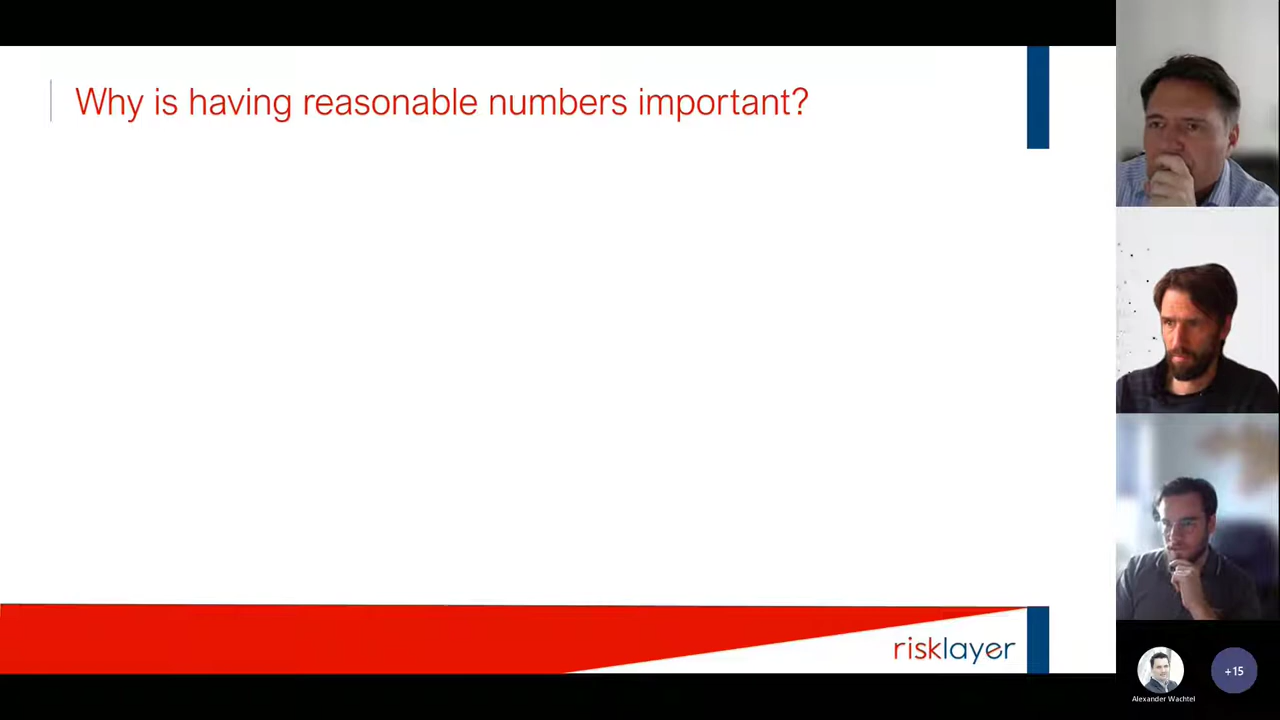 Why is having reasonable numbers important?
risklayer
Alexander Wachtel
+15